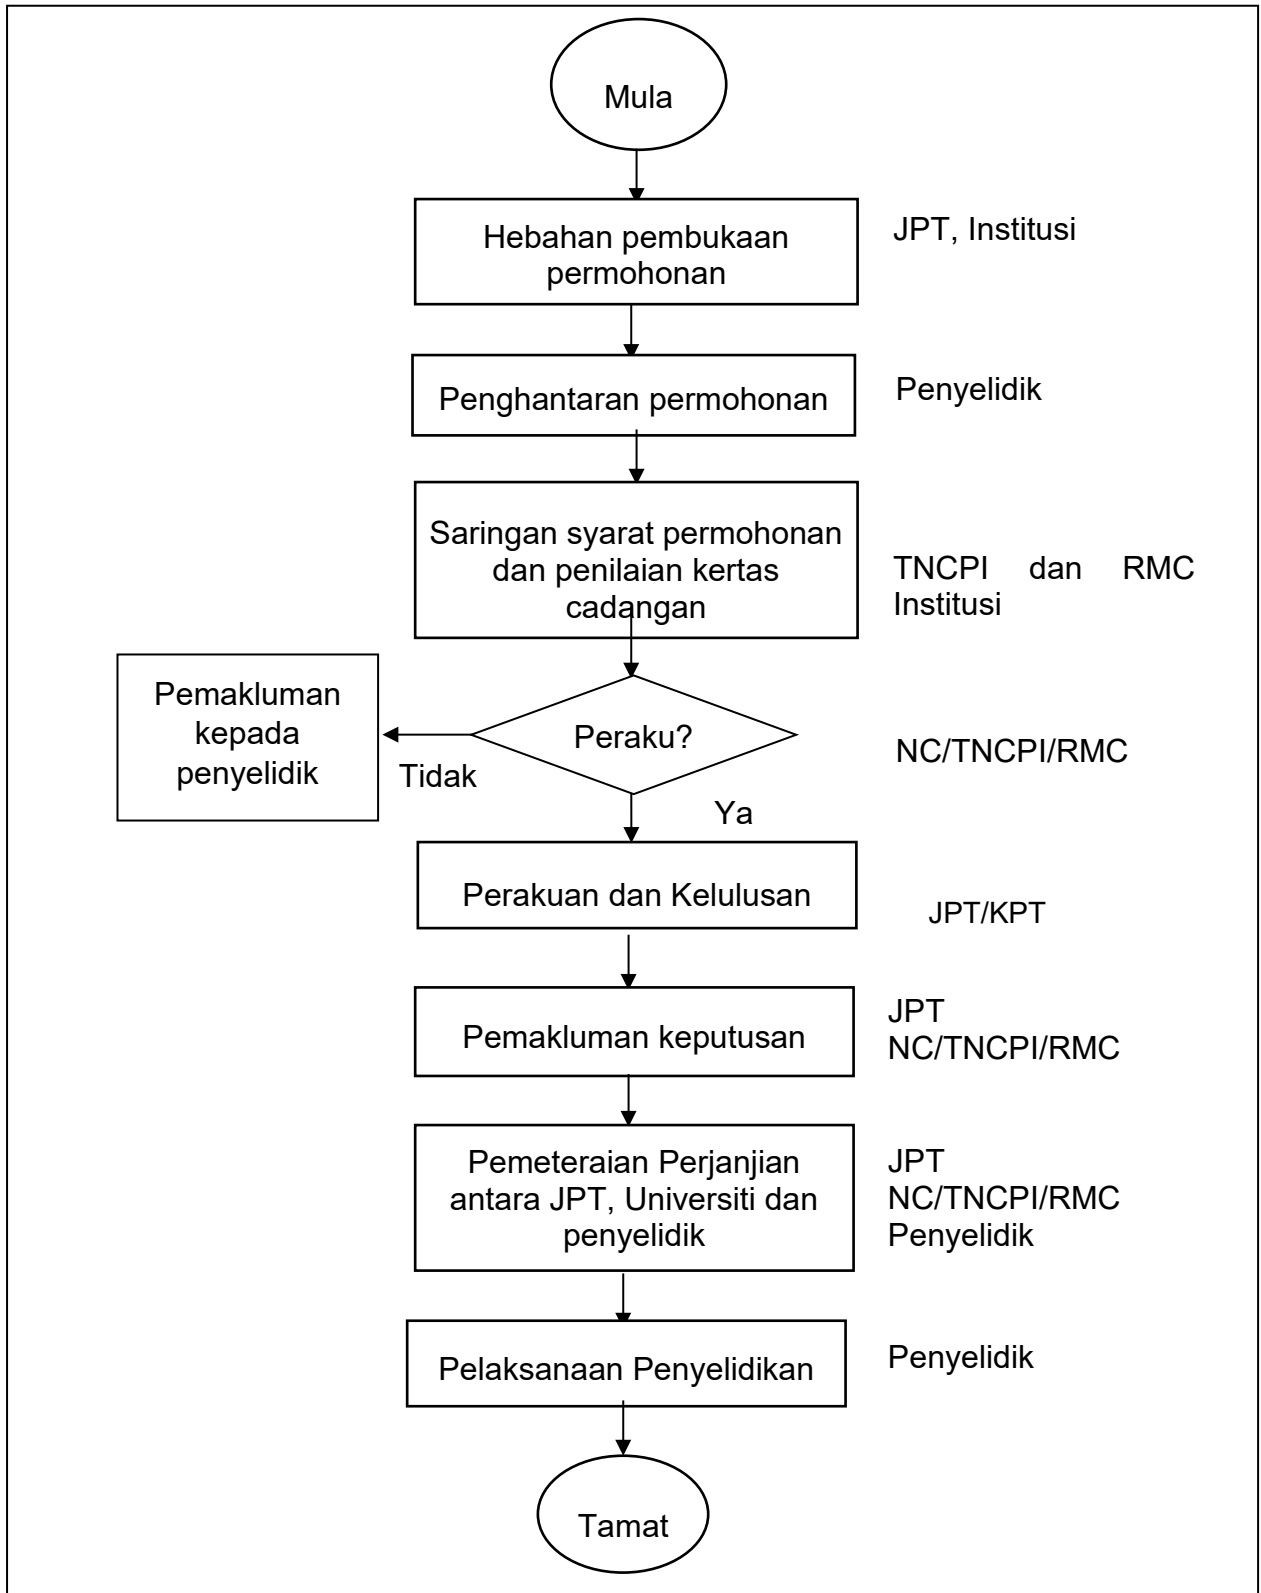 Mula
Hebahan pembukaan
permohonan
JPT, Institusi
Penghantaran permohonan
Penyelidik
Saringan syarat permohonan
dan penilaian kertas
cadangan
TNCPI dan RMC
Institusi
Peraku?
NC/TNCPI/RMC
Pemakluman
kepada
penyelidik
Tidak
Ya
Perakuan dan Kelulusan
JPT/KPT
Pemakluman keputusan
JPT
NC/TNCPI/RMC
Pemeteraian Perjanjian
antara JPT, Universiti dan
penyelidik
JPT
NC/TNCPI/RMC
Penyelidik
Pelaksanaan Penyelidikan
Penyelidik
Tamat